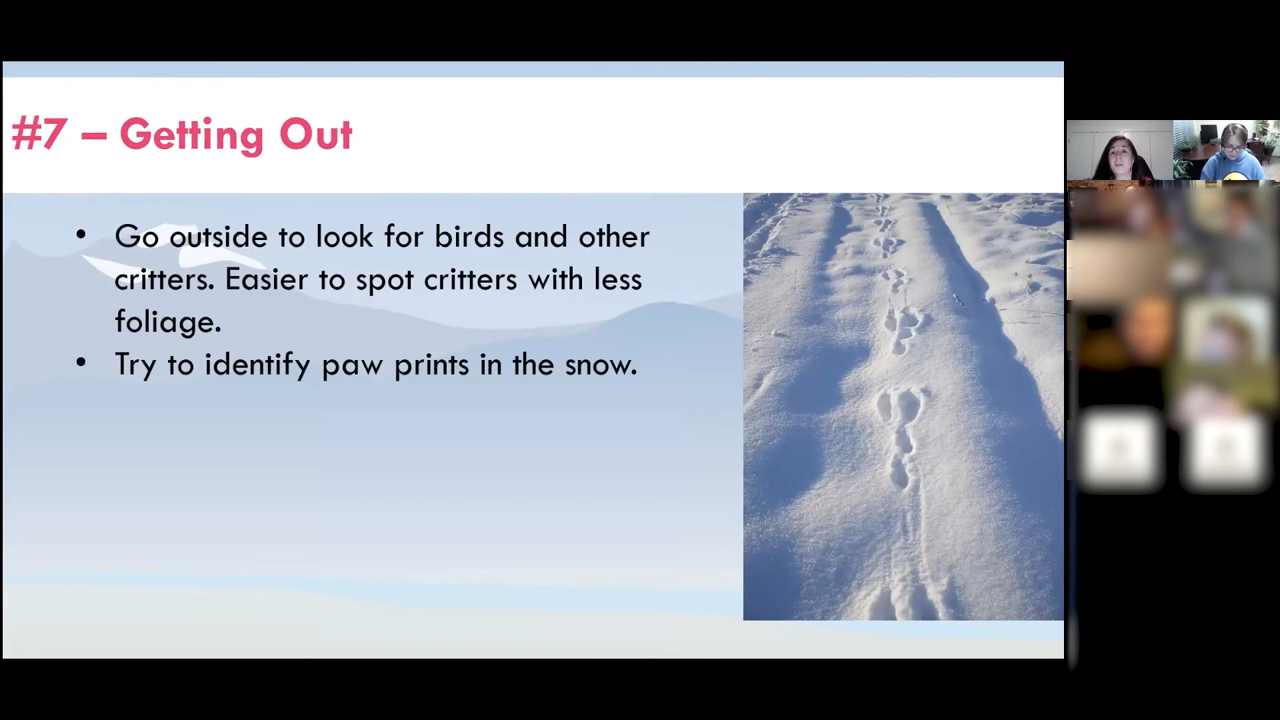 #7 – Getting Out
• Go outside to look for birds and other
critters. Easier to spot critters with less
foliage.
• Try to identify paw prints in the snow.